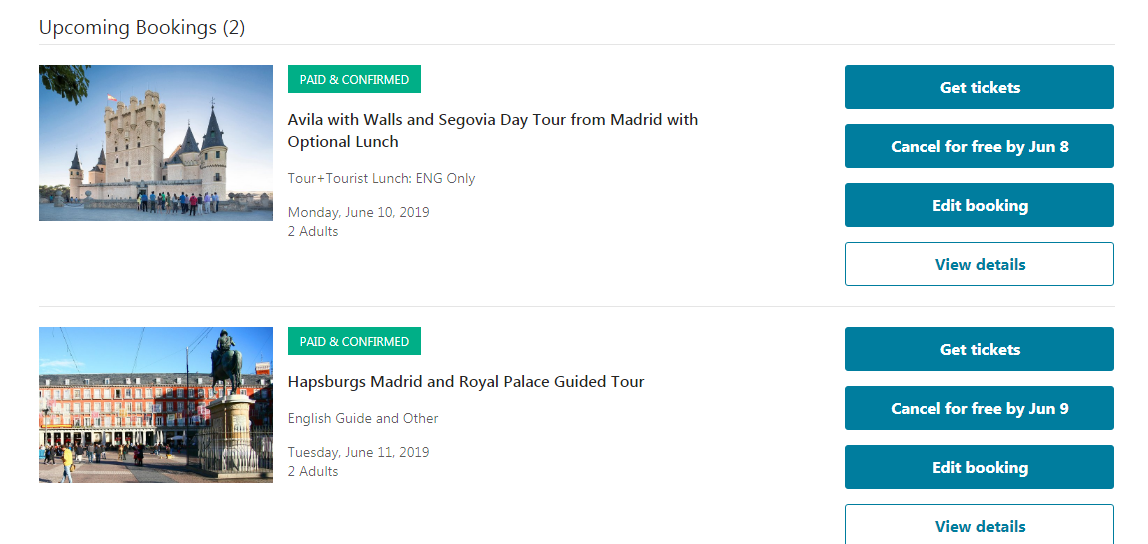 Upcoming Bookings (2)
PAID & CONFIRMED
Avila with Walls and Segovia Day Tour from Madrid with
Optional Lunch
Tour+Tourist Lunch: ENG Only
Monday, June 10, 2019
2 Adults
Get tickets
Cancel for free by Jun 8
Edit booking
View details
PAID & CONFIRMED
Hapsburgs Madrid and Royal Palace Guided Tour
English Guide and Other
Tuesday, June 11, 2019
2 Adults
Get tickets
Cancel for free by Jun 9
Edit booking
View details